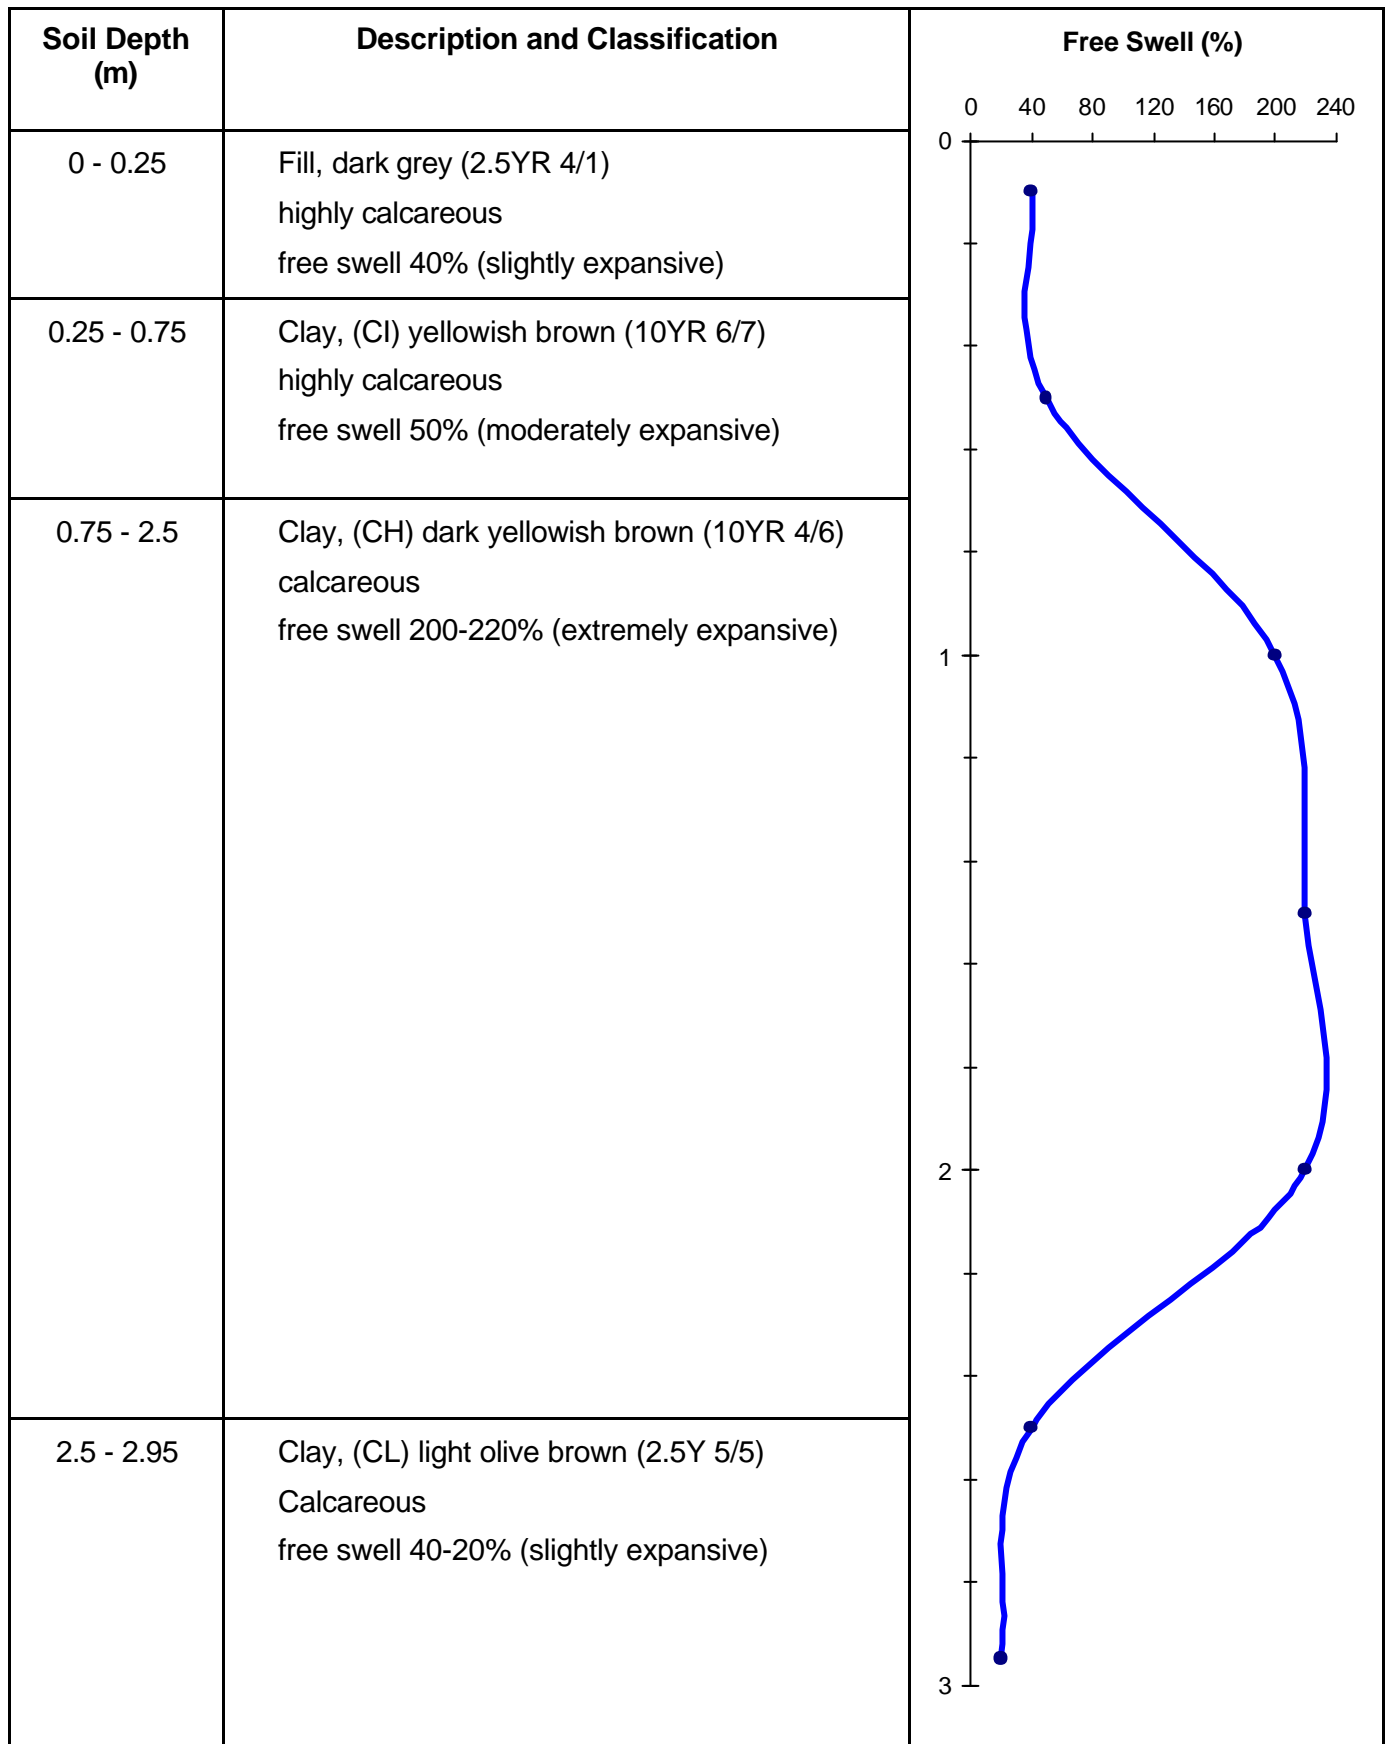 Soil Depth
(m)
Description and Classification
Free Swell (%)
0 40 80 120 160 200 240
0
0 - 0.25
Fill, dark grey (2.5YR 4/1)
highly calcareous
free swell 40% (slightly expansive)
0.25 - 0.75
Clay, (CI) yellowish brown (10YR 6/7)
highly calcareous
free swell 50% (moderately expansive)
0.75 - 2.5
Clay, (CH) dark yellowish brown (10YR 4/6)
calcareous
free swell 200-220% (extremely expansive)
1
2
2.5 - 2.95
Clay, (CL) light olive brown (2.5Y 5/5)
Calcareous
free swell 40-20% (slightly expansive)
3